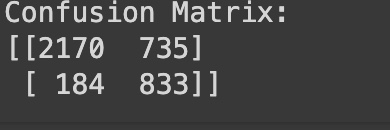 Confusion Matrix:
[[2170  735]
 [ 184  833]]